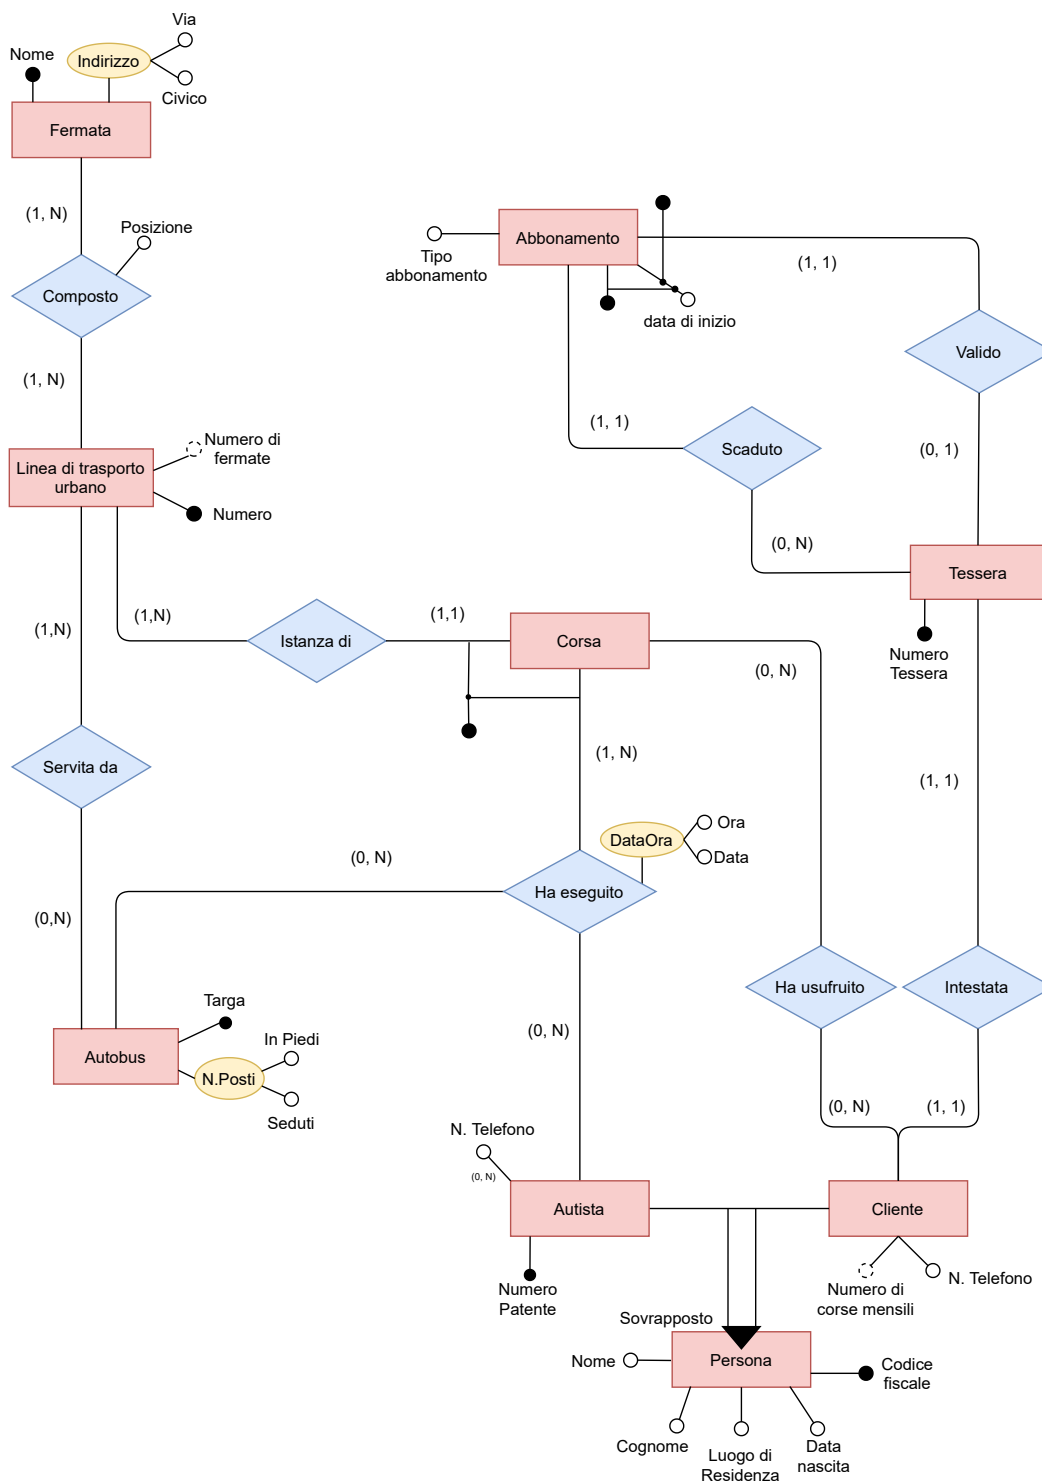 Via
Nome
Indirizzo
Civico
Fermata
(1, N)
Posizione
Composto
(1, N)
Numero di
fermate
Linea di trasporto
urbano
Numero
Abbonamento
Tipo
abbonamento
data di inizio
(1, 1)
Valido
(1, 1)
Scaduto
(0, 1)
(0, N)
Tessera
Numero
Tessera
(1,N)
(1,N)
Istanza di
(1,1)
Corsa
(0, N)
(1, N)
(1, 1)
Servita da
DataOra
Ora
Data
(0, N)
Ha eseguito
(0,N)
Ha usufruito
Intestata
Targa
In Piedi
Autobus
N.Posti
Seduti
(0, N)
(0, N)
(1, 1)
N. Telefono
(0, N)
Autista
Cliente
Numero
Patente
Numero di
corse mensili
N. Telefono
Sovrapposto
Nome
Persona
Codice
fiscale
Cognome
Luogo di
Residenza
Data
nascita